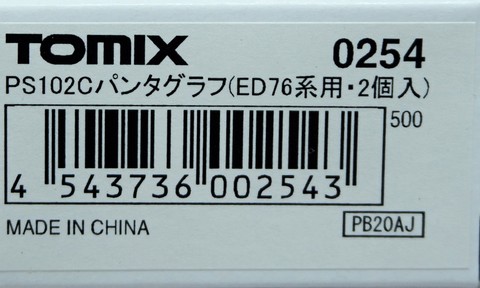 TOMIX 0254
PS102Cパンタグラフ(ED76系用・2個入)
500
4 543736 002543
MADE IN CHINA PB20AJ